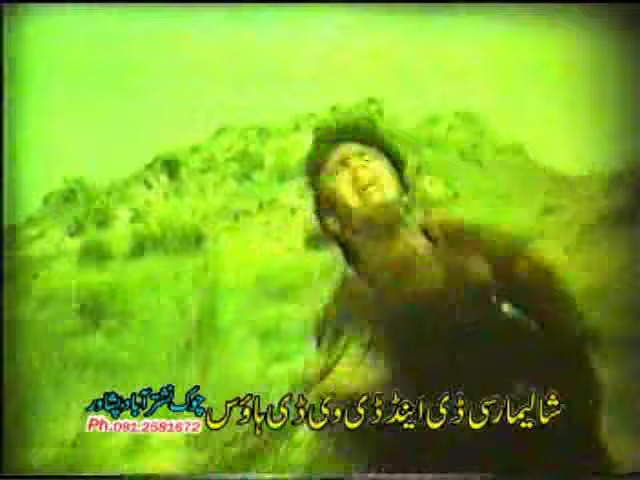 شالیمار سی ڈی اینڈ ڈی وی ڈی ہاؤس
چوک نشتر آباد پشاور
Ph.091.2581672